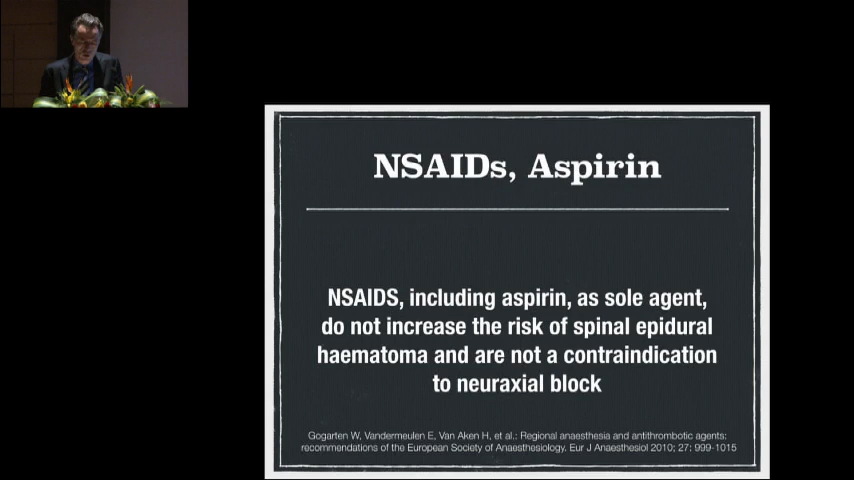 NSAIDs, Aspirin
NSAIDS, including aspirin, as sole agent,
do not increase the risk of spinal epidural
haematoma and are not a contraindication
to neuraxial block
Gogarten W, Vandermeulen E, Van Aken H, et al.: Regional anaesthesia and antithrombotic agents:
recommendations of the European Society of Anaesthesiology. Eur J Anaesthesiol 2010; 27: 999-1015